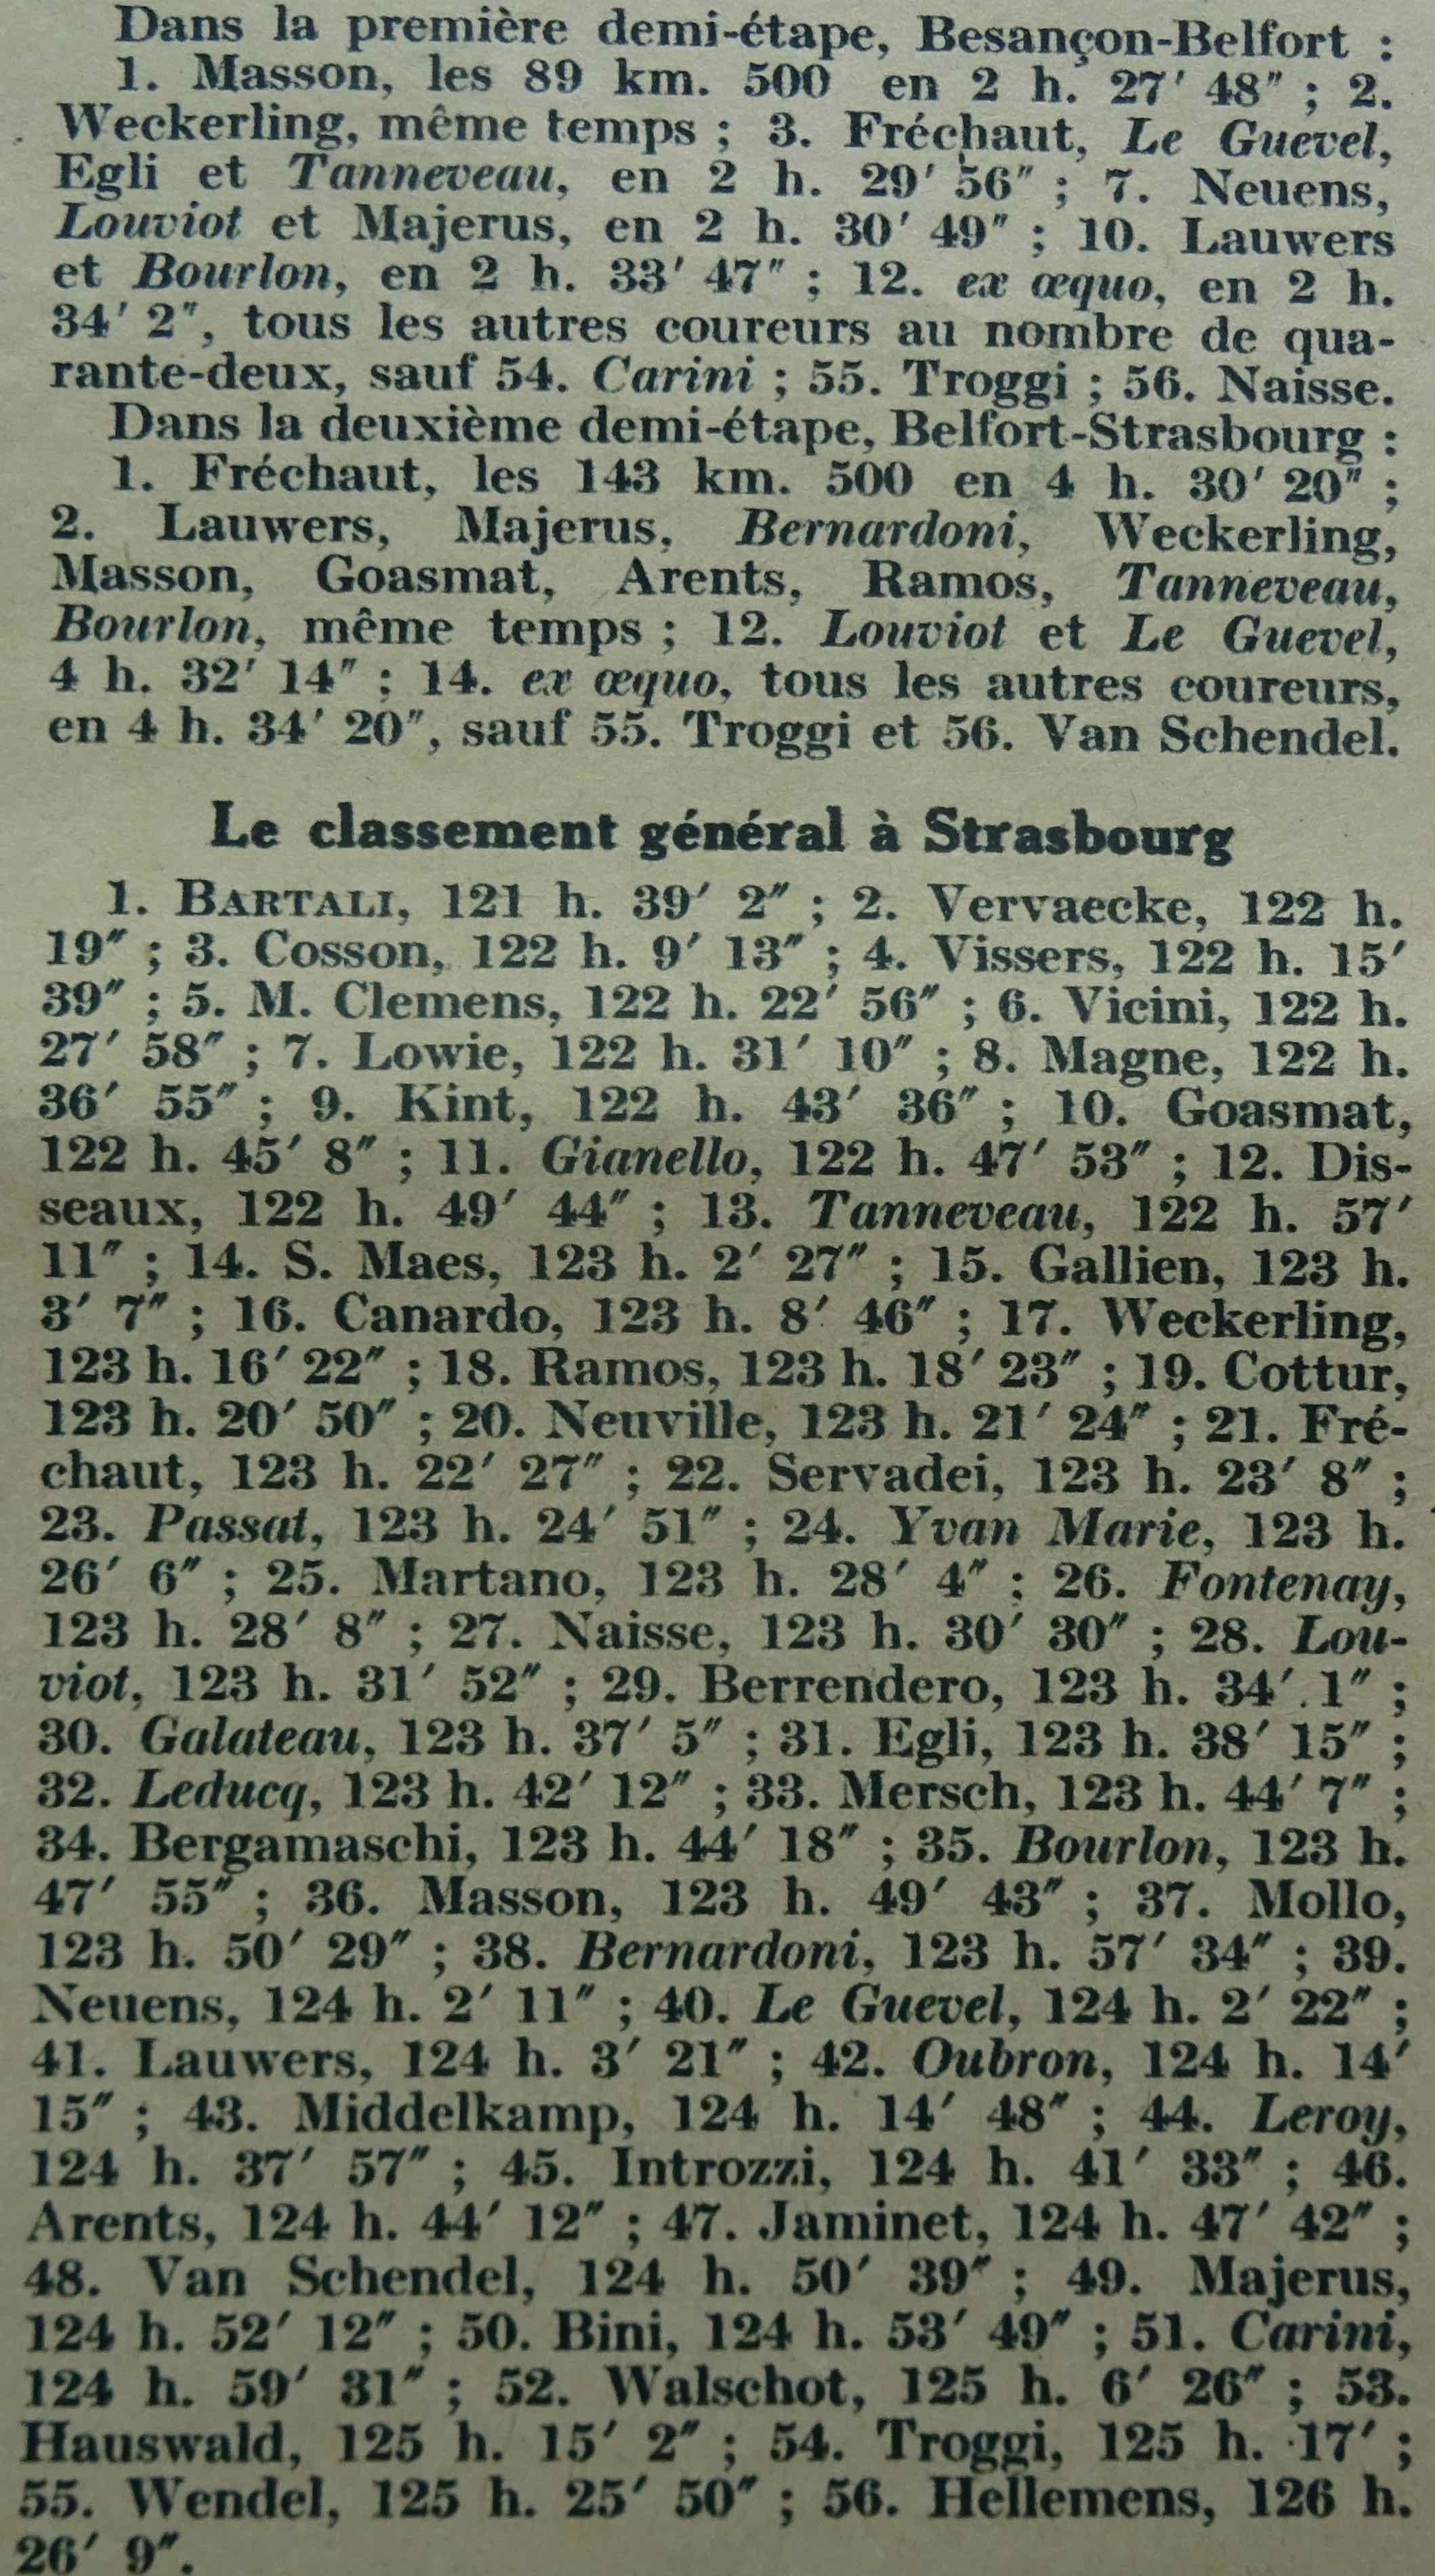 Dans la première demi-étape, Besançon-Belfort :
1. Masson, les 89 km. 500 en 2 h. 27′ 48″ ; 2.
Weckerling, même temps ; 3. Fréchaut, Le Guevel,
Egli et Tanneveau, en 2 h. 29′ 56″ ; 7. Neuens,
Louviot et Majerus, en 2 h. 30′ 49″ ; 10. Lauwers
et Bourlon, en 2 h. 33′ 47″ ; 12. ex œquo, en 2 h.
34′ 2″, tous les autres coureurs au nombre de qua-
rante-deux, sauf 54. Carini ; 55. Troggi ; 56. Naisse.
Dans la deuxième demi-étape, Belfort-Strasbourg :
1. Fréchaut, les 143 km. 500 en 4 h. 30′ 20″ ;
2. Lauwers, Majerus, Bernardoni, Weckerling,
Masson, Goasmat, Arents, Ramos, Tanneveau,
Bourlon, même temps ; 12. Louviot et Le Guevel,
4 h. 32′ 14″ ; 14. ex œquo, tous les autres coureurs,
en 4 h. 34′ 20″, sauf 55. Troggi et 56. Van Schendel.
Le classement général à Strasbourg
1. BARTALI, 121 h. 39′ 2″ ; 2. Vervaecke, 122 h.
19″ ; 3. Cosson, 122 h. 9′ 13″ ; 4. Vissers, 122 h. 15′
39″ ; 5. M. Clemens, 122 h. 22′ 56″ ; 6. Vicini, 122 h.
27′ 58″ ; 7. Lowie, 122 h. 31′ 10″ ; 8. Magne, 122 h.
36′ 55″ ; 9. Kint, 122 h. 43′ 36″ ; 10. Goasmat,
122 h. 45′ 8″ ; 11. Gianello, 122 h. 47′ 53″ ; 12. Dis-
seaux, 122 h. 49′ 44″ ; 13. Tanneveau, 122 h. 57′
11″ ; 14. S. Maes, 123 h. 2′ 27″ ; 15. Gallien, 123 h.
3′ 7″ ; 16. Canardo, 123 h. 8′ 46″ ; 17. Weckerling,
123 h. 16′ 22″ ; 18. Ramos, 123 h. 18′ 23″ ; 19. Cottur,
123 h. 20′ 50″ ; 20. Neuville, 123 h. 21′ 24″ ; 21. Fré-
chaut, 123 h. 22′ 27″ ; 22. Servadei, 123 h. 23′ 8″ ;
23. Passat, 123 h. 24′ 51″ ; 24. Yvan Marie, 123 h.
26′ 6″ ; 25. Martano, 123 h. 28′ 4″ ; 26. Fontenay,
123 h. 28′ 8″ ; 27. Naisse, 123 h. 30′ 30″ ; 28. Lou-
viot, 123 h. 31′ 52″ ; 29. Berrendero, 123 h. 34′ 1″ ;
30. Galateau, 123 h. 37′ 5″ ; 31. Egli, 123 h. 38′ 15″ ;
32. Leducq, 123 h. 42′ 12″ ; 33. Mersch, 123 h. 44′ 7″ ;
34. Bergamaschi, 123 h. 44′ 18″ ; 35. Bourlon, 123 h.
47′ 55″ ; 36. Masson, 123 h. 49′ 43″ ; 37. Mollo,
123 h. 50′ 29″ ; 38. Bernardoni, 123 h. 57′ 34″ ; 39.
Neuens, 124 h. 2′ 11″ ; 40. Le Guevel, 124 h. 2′ 22″ ;
41. Lauwers, 124 h. 3′ 21″ ; 42. Oubron, 124 h. 14′
15″ ; 43. Middelkamp, 124 h. 14′ 48″ ; 44. Leroy,
124 h. 37′ 57″ ; 45. Introzzi, 124 h. 41′ 33″ ; 46.
Arents, 124 h. 44′ 12″ ; 47. Jaminet, 124 h. 47′ 42″ ;
48. Van Schendel, 124 h. 50′ 39″ ; 49. Majerus,
124 h. 52′ 12″ ; 50. Bini, 124 h. 53′ 49″ ; 51. Carini,
124 h. 59′ 31″ ; 52. Walschot, 125 h. 6′ 26″ ; 53.
Hauswald, 125 h. 15′ 2″ ; 54. Troggi, 125 h. 17′ ;
55. Wendel, 125 h. 25′ 50″ ; 56. Hellemens, 126 h.
26′ 9″.